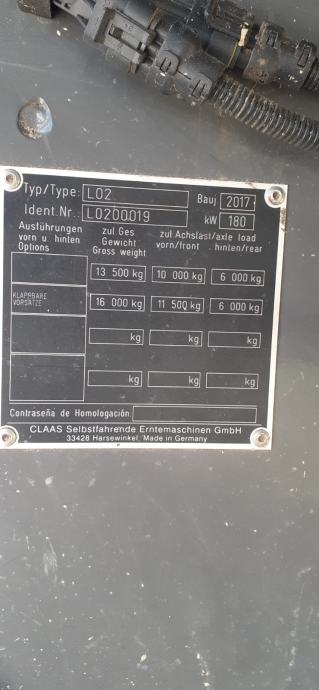 Typ/Type: L02 Bauj 2017
Ident.Nr.: L0200019 kW 180
Ausführungen zul.Ges zul.Achslast/axle load
vorn u. hinten Gewicht vorn/front . hinten/rear
Options Gross weight
13 500 kg 10 000 kg 6 000 kg
KLAPPBARE 16 000 kg 11 500 kg 6 000 kg
VORSÄTZE
kg kg kg
kg kg kg
Contraseña de Homologación:
CLAAS Selbstfahrende Erntemaschinen GmbH
33428 Harsewinkel, Made in Germany